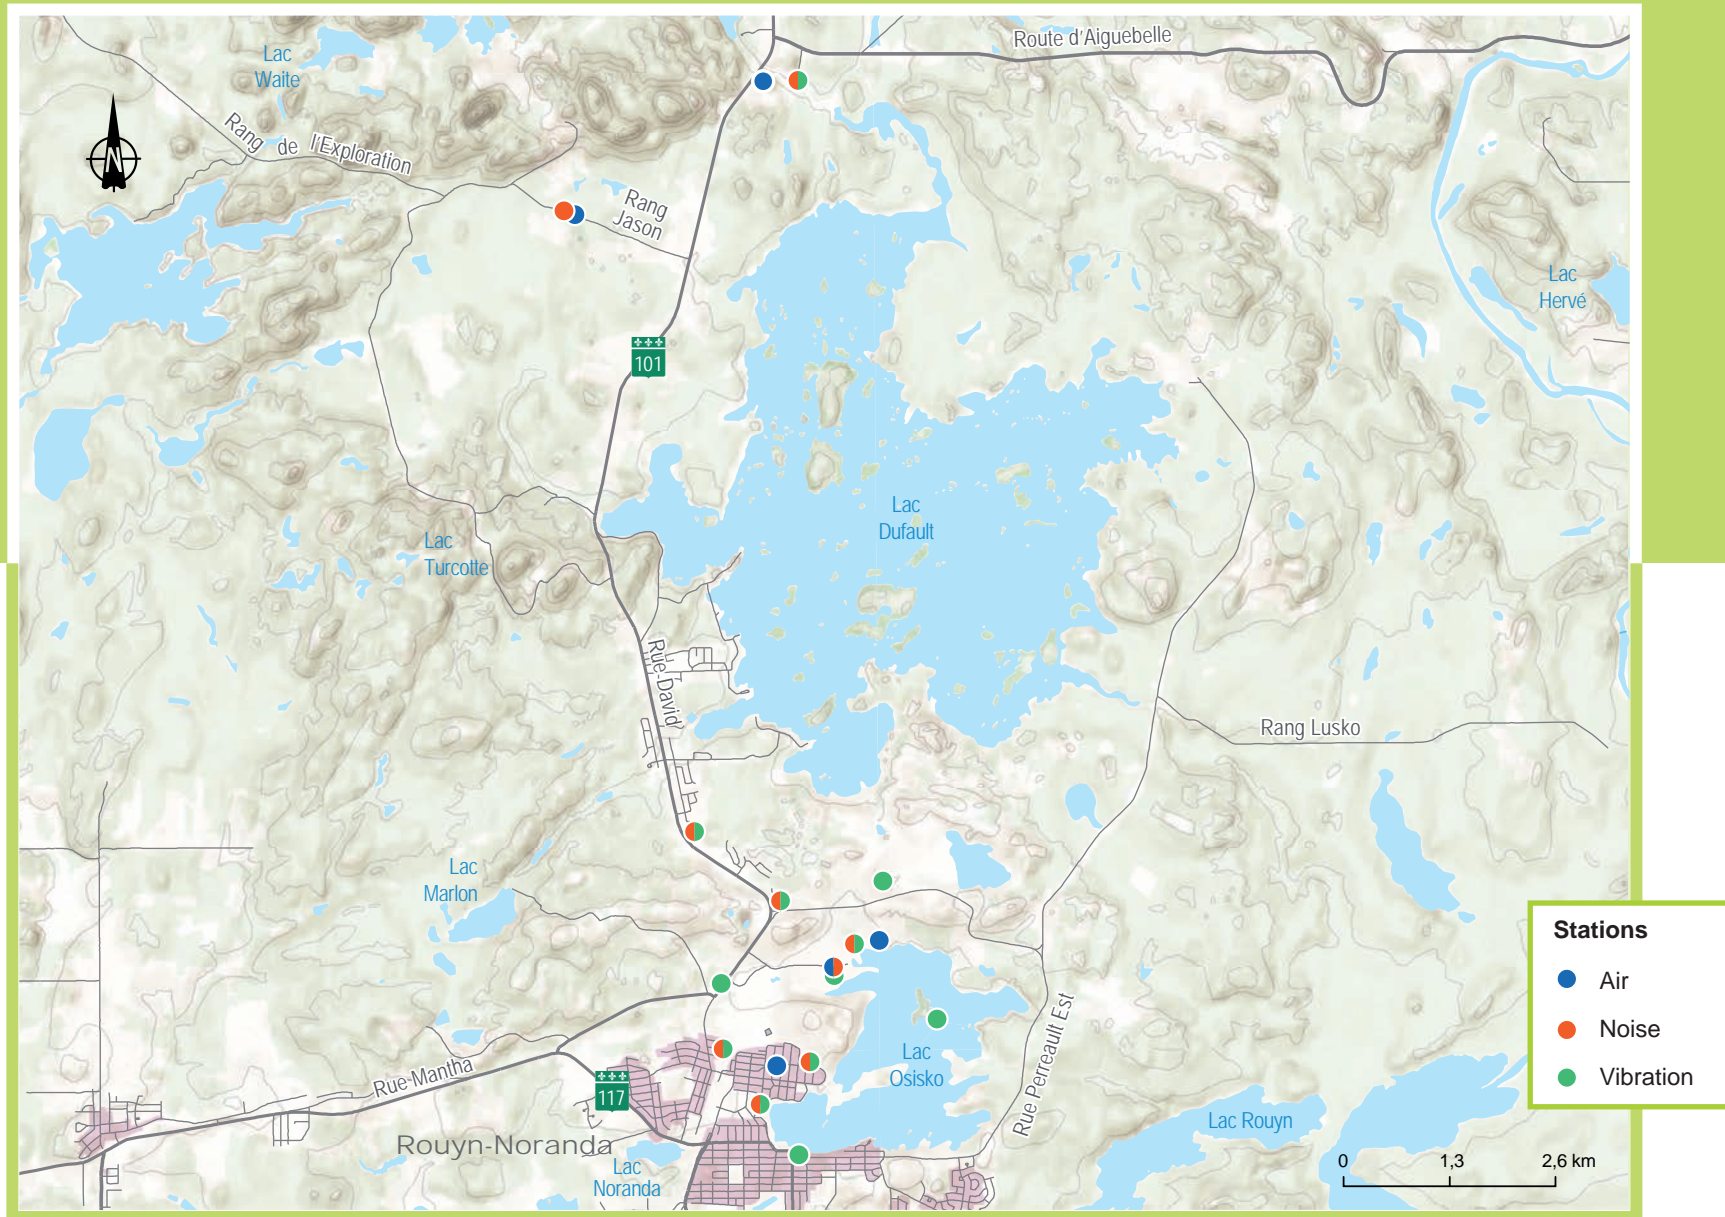 Route d'Aiguebelle
Lac
Waite
Rang de l'Exploration
N
Rang
Jason
Lac
Hervé
101
Lac
Dufault
Lac
Turcotte
Rue David
Rang Lusko
Lac
Marlon
Stations
Air
Noise
Vibration
Rue Perreault Est
Lac
Osisko
Rue Mantha
117
Rouyn-Noranda
Lac Rouyn
Lac
Noranda
0 1,3 2,6 km